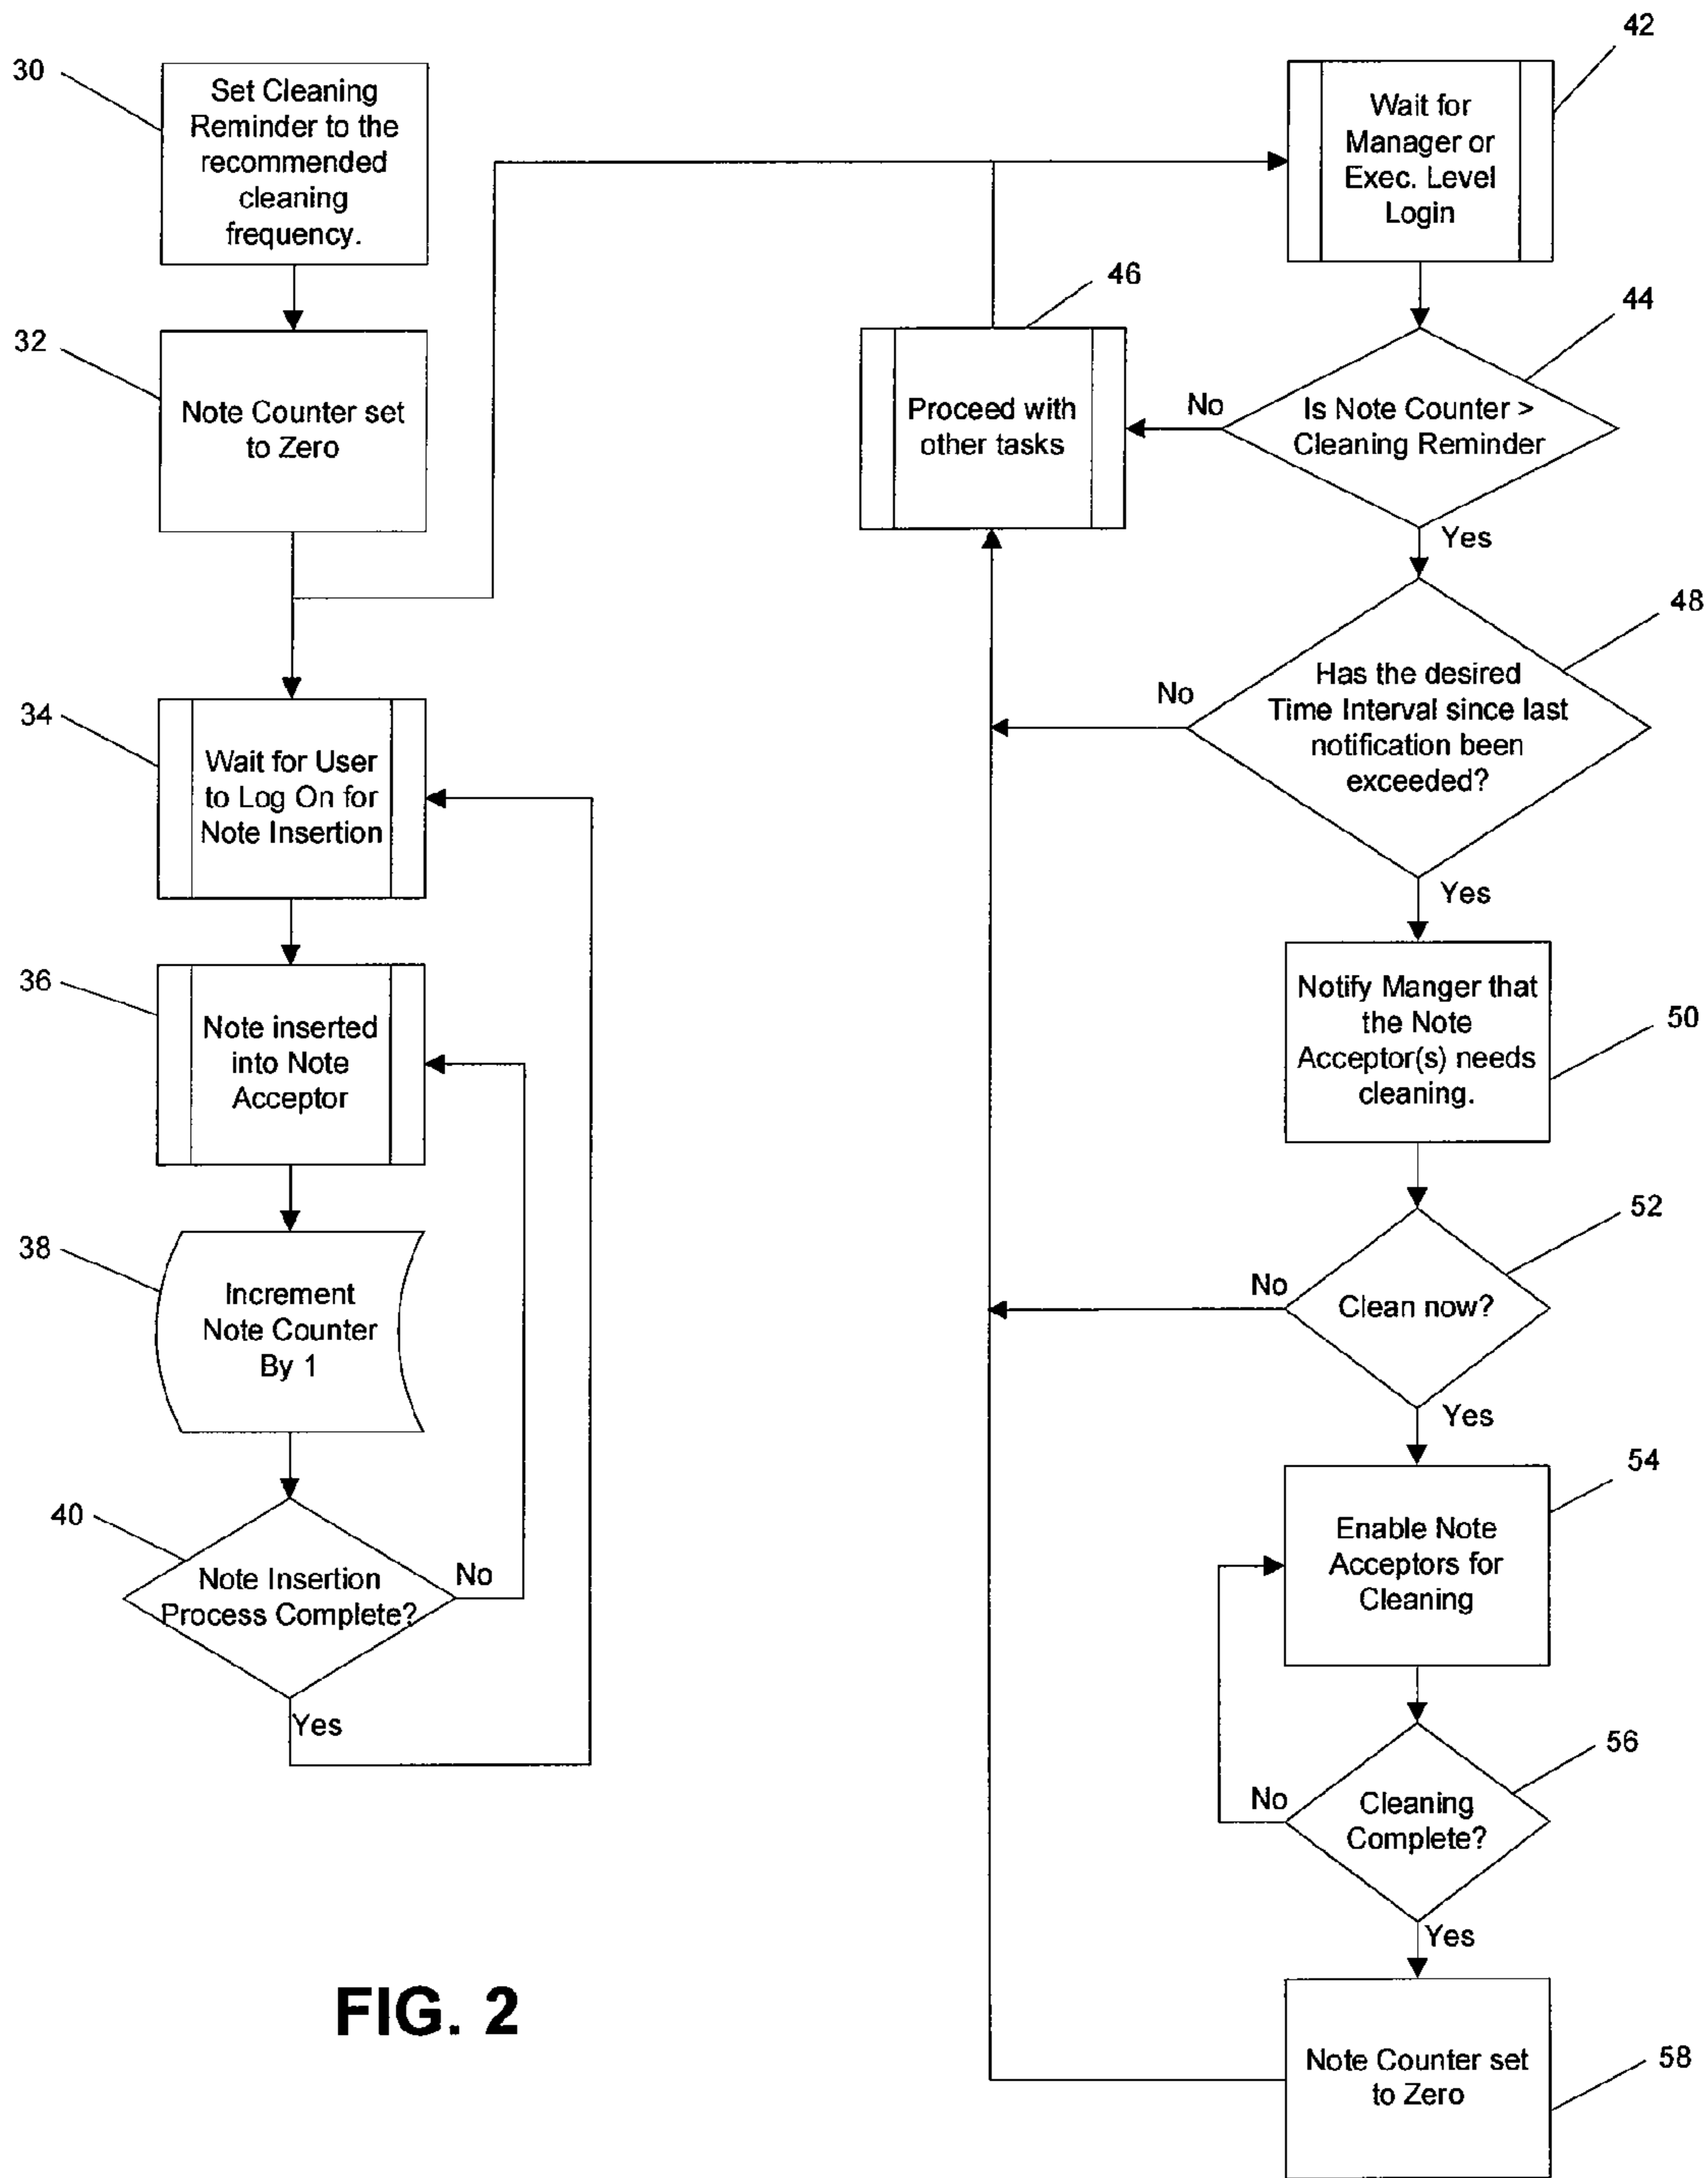 30
Set Cleaning
Reminder to the
recommended
cleaning
frequency.
32
Note Counter set
to Zero
34
Wait for User
to Log On for
Note Insertion
36
Note inserted
into Note
Acceptor
38
Increment
Note Counter
By 1
40
Note Insertion
Process Complete?
No
Yes
42
Wait for
Manager or
Exec. Level
Login
44
Is Note Counter >
Cleaning Reminder
No
Yes
46
Proceed with
other tasks
48
Has the desired
Time Interval since last
notification been
exceeded?
No
Yes
50
Notify Manger that
the Note
Acceptor(s) needs
cleaning.
52
Clean now?
No
Yes
54
Enable Note
Acceptors for
Cleaning
56
Cleaning
Complete?
No
Yes
58
Note Counter set
to Zero
FIG. 2